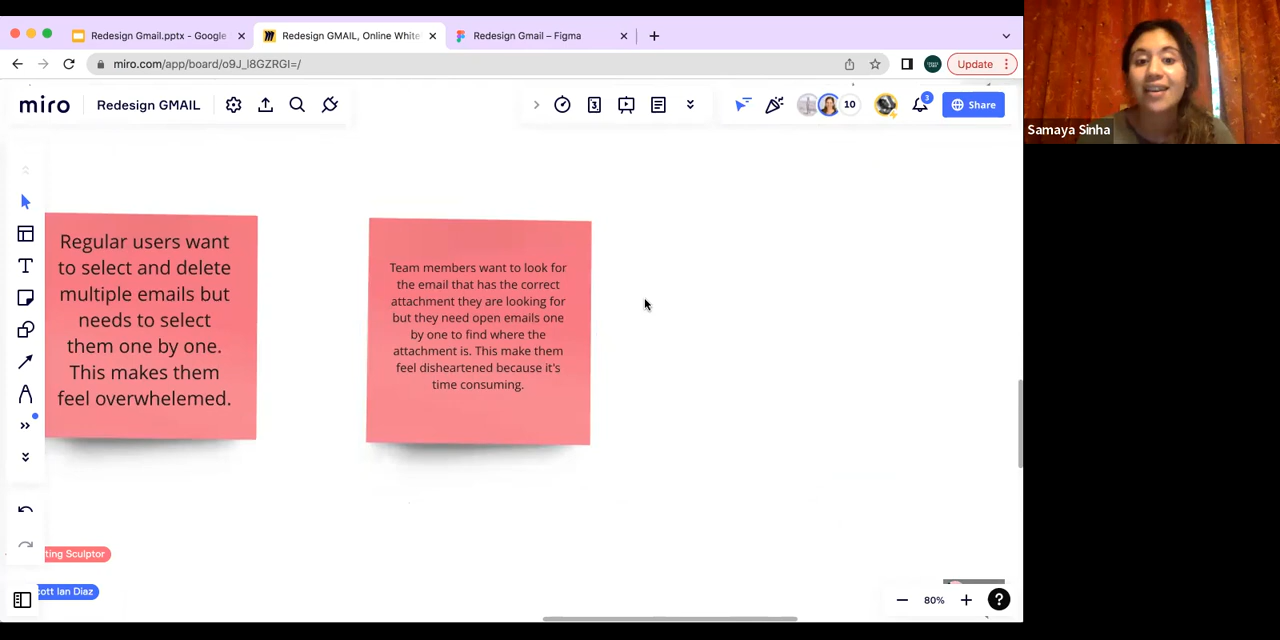 Redesign Gmail.pptx - Google
Redesign GMAIL, Online White
Redesign Gmail – Figma
miro.com/app/board/o9J_l8GZRGI=/
Update
miro
Redesign GMAIL
3
10
3
Share
Samaya Sinha
Regular users want
to select and delete
multiple emails but
needs to select
them one by one.
This makes them
feel overwhelemed.
Team members want to look for
the email that has the correct
attachment they are looking for
but they need open emails one
by one to find where the
attachment is. This make them
feel disheartened because it's
time consuming.
ting Sculptor
cott Ian Diaz
80%